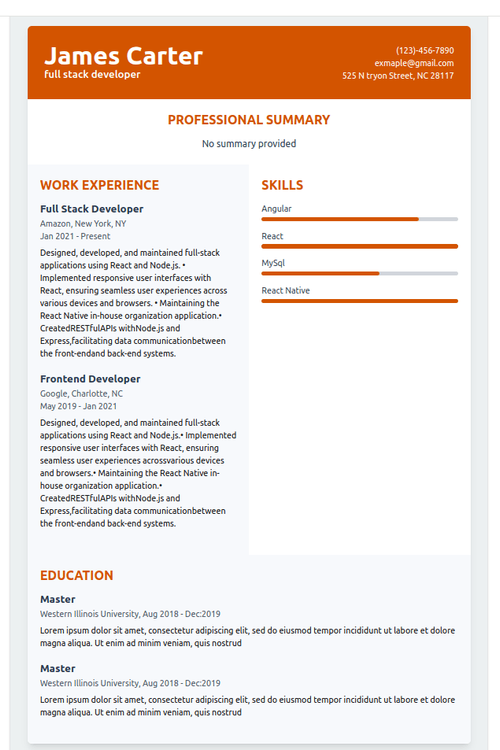 James Carter
full stack developer
(123)-456-7890
exmaple@gmail.com
525 N tryon Street, NC 28117
PROFESSIONAL SUMMARY
No summary provided
WORK EXPERIENCE
Full Stack Developer
Amazon, New York, NY
Jan 2021 - Present
Designed, developed, and maintained full-stack
applications using React and Node.js. •
Implemented responsive user interfaces with
React, ensuring seamless user experiences across
various devices and browsers. • Maintaining the
React Native in-house organization application.•
CreatedRESTfulAPIs withNode.js and
Express,facilitating data communicationbetween
the front-endand back-end systems.
Frontend Developer
Google, Charlotte, NC
May 2019 - Jan 2021
Designed, developed, and maintained full-stack
applications using React and Node.js.• Implemented
responsive user interfaces with React, ensuring
seamless user experiences acrossvarious devices
and browsers.• Maintaining the React Native in-
house organization application.•
CreatedRESTfulAPIs withNode.js and
Express,facilitating data communicationbetween
the front-endand back-end systems.
SKILLS
Angular
React
MySql
React Native
EDUCATION
Master
Western Illinois University, Aug 2018 - Dec:2019
Lorem ipsum dolor sit amet, consectetur adipiscing elit, sed do eiusmod tempor incididunt ut labore et dolore
magna aliqua. Ut enim ad minim veniam, quis nostrud
Master
Western Illinois University, Aug 2018 - Dec:2019
Lorem ipsum dolor sit amet, consectetur adipiscing elit, sed do eiusmod tempor incididunt ut labore et dolore
magna aliqua. Ut enim ad minim veniam, quis nostrud